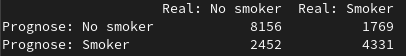 Real: No smoker Real: Smoker
Prognose: No smoker 8156 1769
Prognose: Smoker 2452 4331